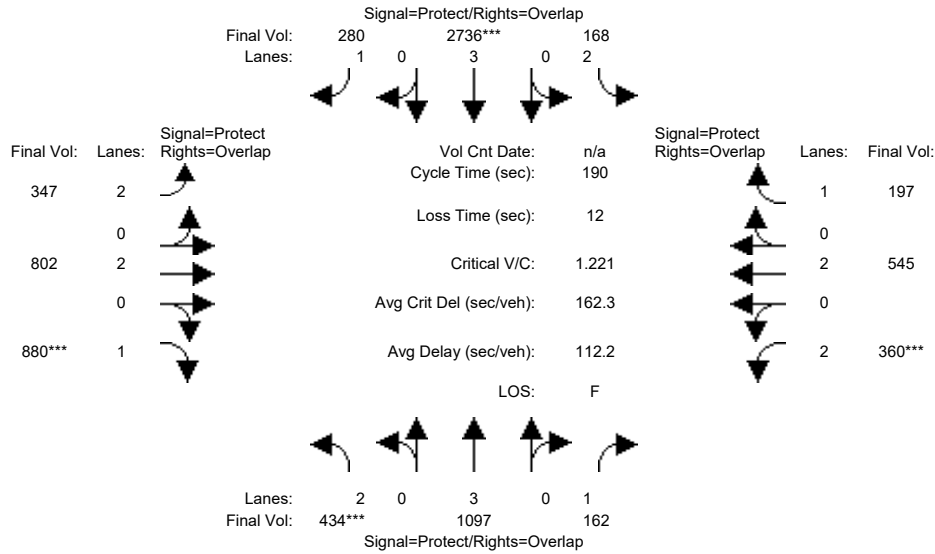 Signal=Protect/Rights=Overlap
Final Vol: 280 2736*** 168
Lanes: 1 0 3 0 2
Signal=Protect Signal=Protect
Final Vol: Lanes: Rights=Overlap Vol Cnt Date: n/a Rights=Overlap Lanes: Final Vol:
Cycle Time (sec): 190
347 2 1 197
Loss Time (sec): 12
0 0
802 2 Critical V/C: 1.221 2 545
0 Avg Crit Del (sec/veh): 162.3 0
880*** 1 Avg Delay (sec/veh): 112.2 2 360***
LOS: F
Lanes: 2 0 3 0 1
Final Vol: 434*** 1097 162
Signal=Protect/Rights=Overlap